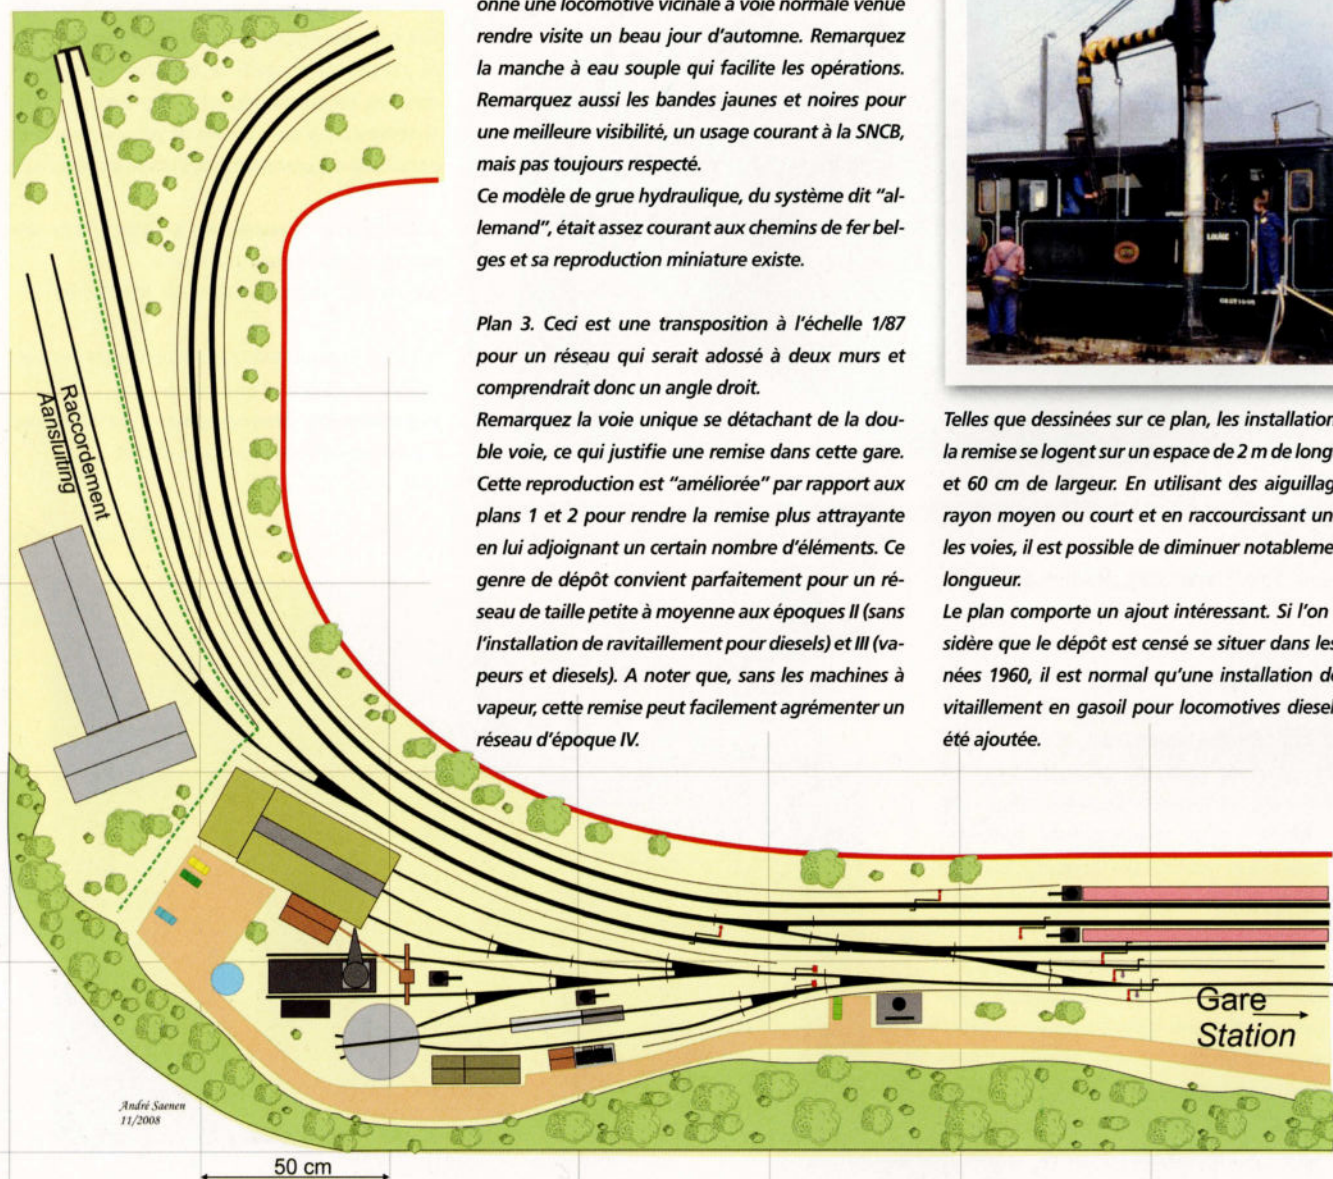 onne une locomotive vicinale à voie normale venue
rendre visite un beau jour d'automne. Remarquez
la manche à eau souple qui facilite les opérations.
Remarquez aussi les bandes jaunes et noires pour
une meilleure visibilité, un usage courant à la SNCB,
mais pas toujours respecté.
Ce modèle de grue hydraulique, du système dit "al-
lemand", était assez courant aux chemins de fer bel-
ges et sa reproduction miniature existe.
Plan 3. Ceci est une transposition à l'échelle 1/87
pour un réseau qui serait adossé à deux murs et
comprendrait donc un angle droit.
Remarquez la voie unique se détachant de la dou-
ble voie, ce qui justifie une remise dans cette gare.
Cette reproduction est "améliorée" par rapport aux
plans 1 et 2 pour rendre la remise plus attrayante
en lui adjoignant un certain nombre d'éléments. Ce
genre de dépôt convient parfaitement pour un ré-
seau de taille petite à moyenne aux époques II (sans
l'installation de ravitaillement pour diesels) et III (va-
peurs et diesels). A noter que, sans les machines à
vapeur, cette remise peut facilement agrémenter un
réseau d'époque IV.
LOUISE
Telles que dessinées sur ce plan, les installation
la remise se logent sur un espace de 2 m de long
et 60 cm de largeur. En utilisant des aiguillag
rayon moyen ou court et en raccourcissant un
les voies, il est possible de diminuer notableme
longueur.
Le plan comporte un ajout intéressant. Si l'on
sidère que le dépôt est censé se situer dans les
nées 1960, il est normal qu'une installation de
vitaillement en gasoil pour locomotives diesel
été ajoutée.
Raccordement
Aansluiting
Gare
Station
André Saenen
11/2008
50 cm